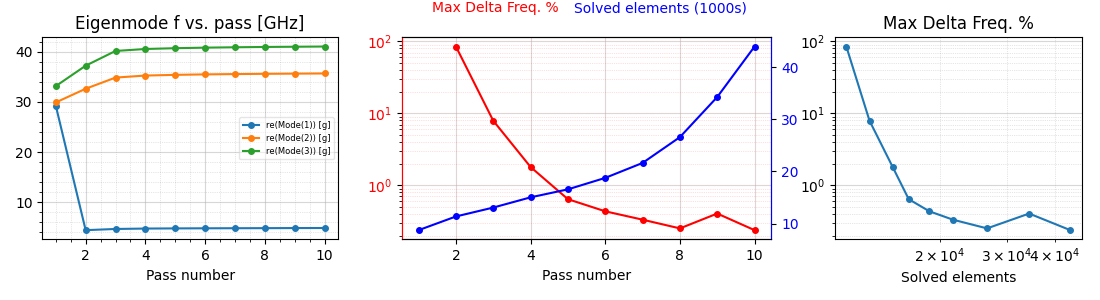 Eigenmode f vs. pass [GHz]
40
30
20
10
re(Mode(1)) [g]
re(Mode(2)) [g]
re(Mode(3)) [g]
2 4 6 8 10
Pass number
Max Delta Freq. % Solved elements (1000s)
10²
10¹
10⁰
40
30
20
10
2 4 6 8 10
Pass number
Max Delta Freq. %
10²
10¹
10⁰
2 × 10⁴ 3 × 10⁴ 4 × 10⁴
Solved elements